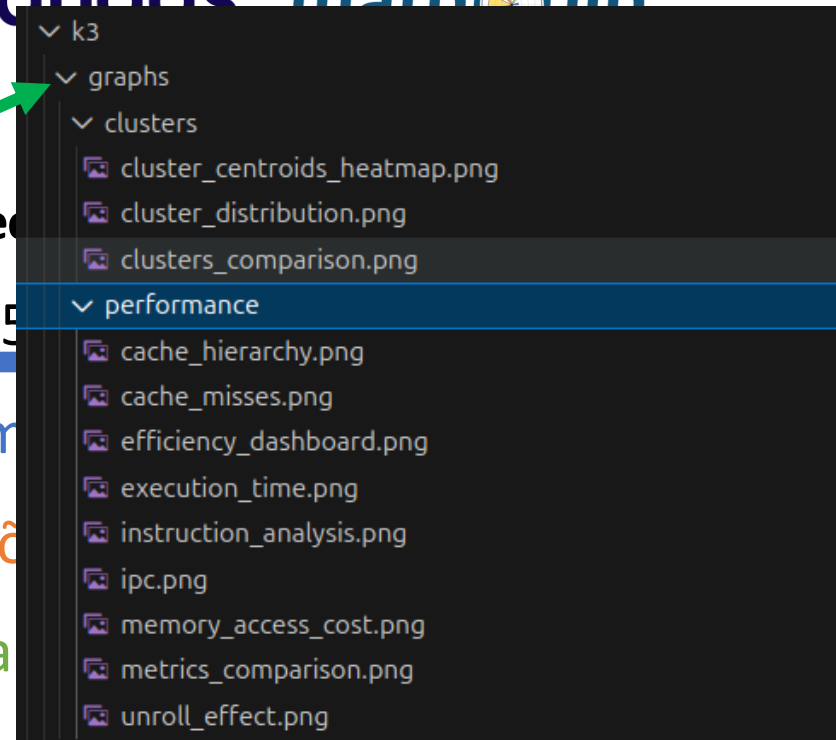 k3
graphs
clusters
cluster_centroids_heatmap.png
cluster_distribution.png
clusters_comparison.png
performance
cache_hierarchy.png
cache_misses.png
efficiency_dashboard.png
execution_time.png
instruction_analysis.png
ipc.png
memory_access_cost.png
metrics_comparison.png
unroll_effect.png